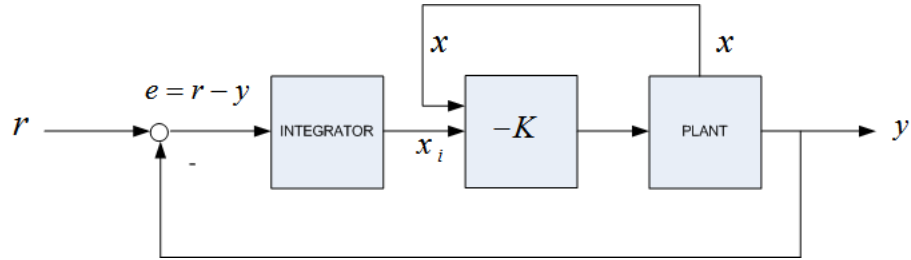 x
x
e = r − y
r
INTEGRATOR
x_i
−K
PLANT
y
-